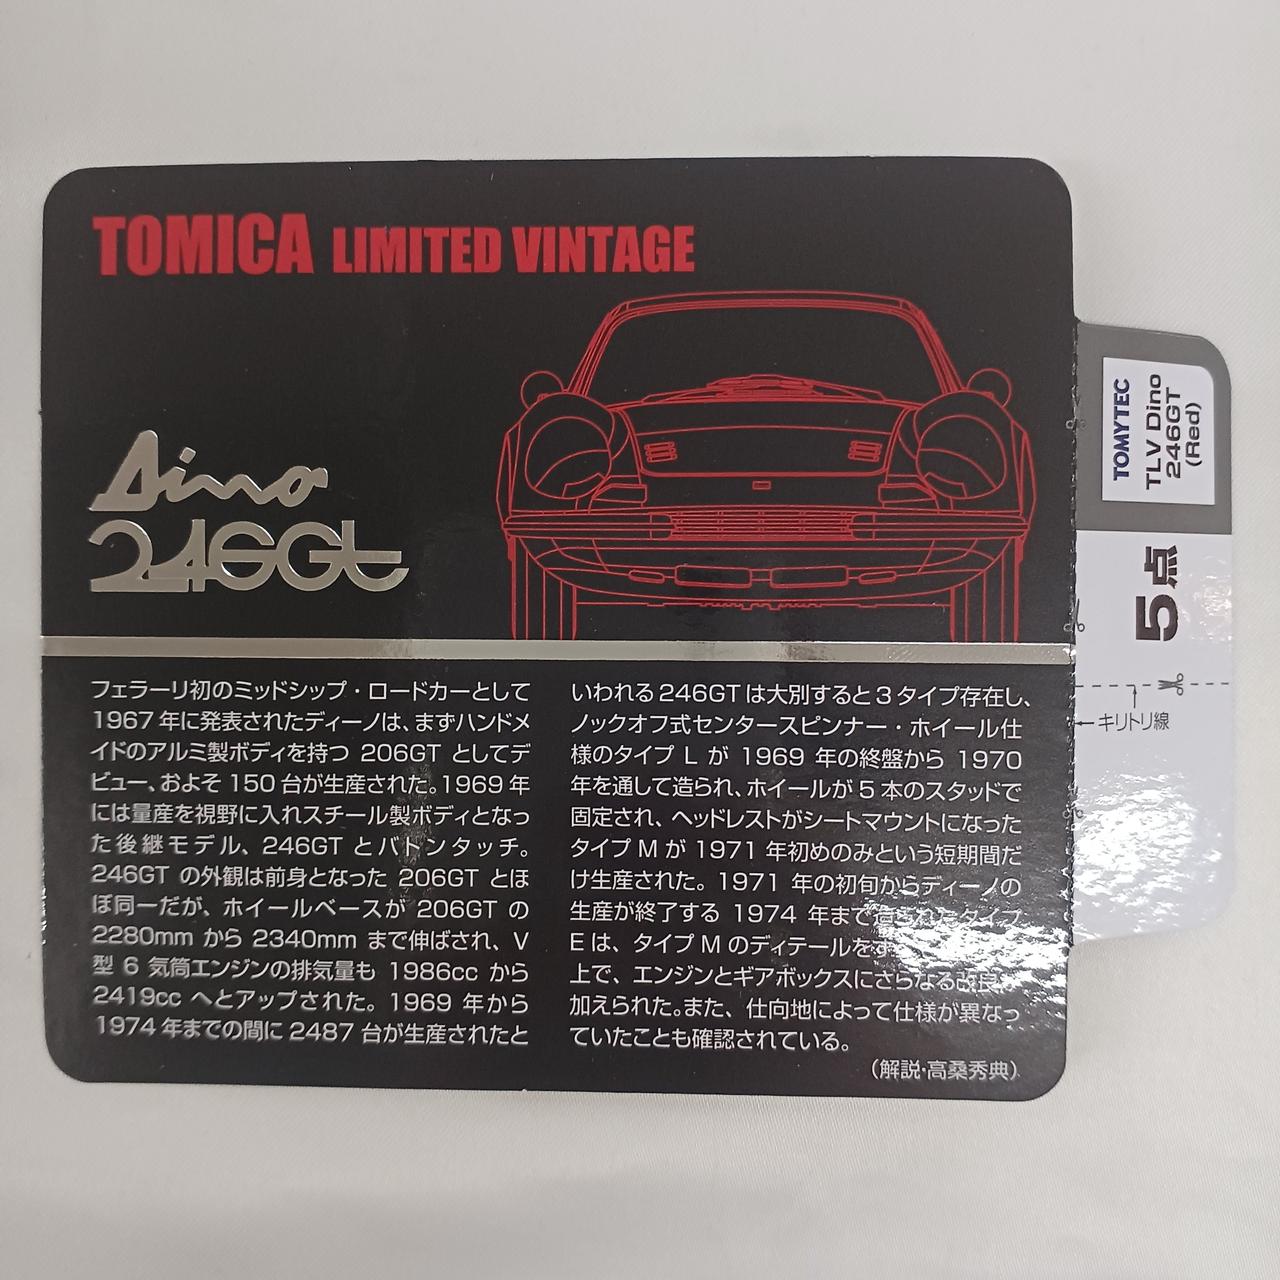 TOMICA LIMITED VINTAGE
Dino
246GT
フェラーリ初のミッドシップ・ロードカーとして
1967年に発表されたディーノは、まずハンドメ
イドのアルミ製ボディを持つ 206GT としてデ
ビュー、およそ150台が生産された。1969年
には量産を視野に入れスチール製ボディとなっ
た後継モデル、246GT とバトンタッチ。
246GT の外観は前身となった 206GT とほ
ぼ同一だが、ホイールベースが 206GT の
2280mm から 2340mm まで伸ばされ、V
型 6 気筒エンジンの排気量も 1986cc から
2419cc へとアップされた。1969 年から
1974年までの間に 2487 台が生産されたと
いわれる246GTは大別すると3タイプ存在し、
ノックオフ式センタースピンナー・ホイール仕
様のタイプ L が 1969 年の終盤から 1970
年を通して造られ、ホイールが5本のスタッドで
固定され、ヘッドレストがシートマウントになった
タイプ M が 1971 年初めのみという短期間だ
け生産された。1971 年の初旬からディーノの
生産が終了する 1974 年まで造られたタイプ
E は、タイプ M のディテールを
上で、エンジンとギアボックスにさらなる改良
加えられた。また、仕向地によって仕様が異なっ
ていたことも確認されている。
(解説・高桑秀典)
TOMYTEC
TLV Dino
246GT
(Red)
5点
キリトリ線